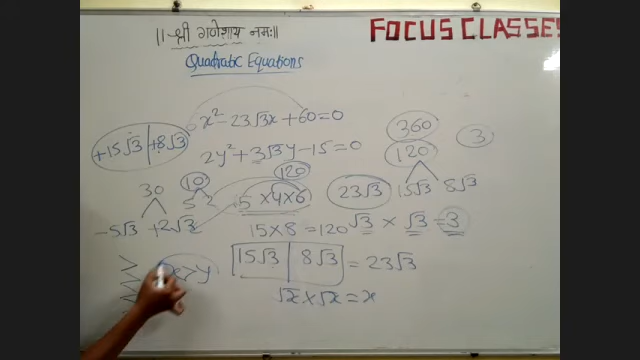 ॥-श्री गणेशाय नमः॥
FOCUS CLASSES
Quadratic Equations
x² - 23√3x + 60 = 0
360
+15√3 | +8√3
2y² + 3√3y - 15 = 0
120
3
120
30
10
5 2
5 × 4 × 6
23√3
15√3 8√3
-5√3 +2√3
15 × 8 = 120
√3 × √3 = 3
15√3 | 8√3 = 23√3
x > y
√x × √x = x